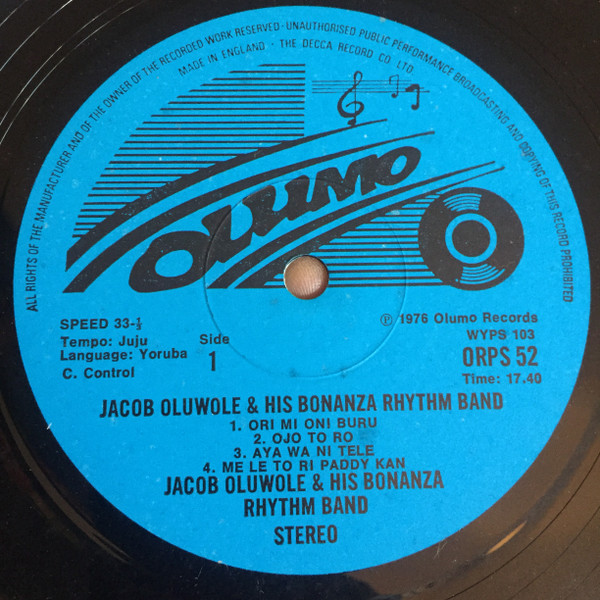 ALL RIGHTS OF THE MANUFACTURER AND OF THE OWNER OF THE RECORDED WORK RESERVED · UNAUTHORISED PUBLIC PERFORMANCE BROADCASTING AND COPYING OF THIS RECORD PROHIBITED
MADE IN ENGLAND · THE DECCA RECORD CO LTD.
OLUMO
SPEED 33-⅓
Tempo: Juju
Language: Yoruba
C. Control
Side
1
℗ 1976 Olumo Records
WYPS 103
ORPS 52
Time: 17.40
JACOB OLUWOLE & HIS BONANZA RHYTHM BAND
1. ORI MI ONI BURU
2. OJO TO RO
3. AYA WA NI TELE
4. ME LE TO RI PADDY KAN
JACOB OLUWOLE & HIS BONANZA
RHYTHM BAND
STEREO